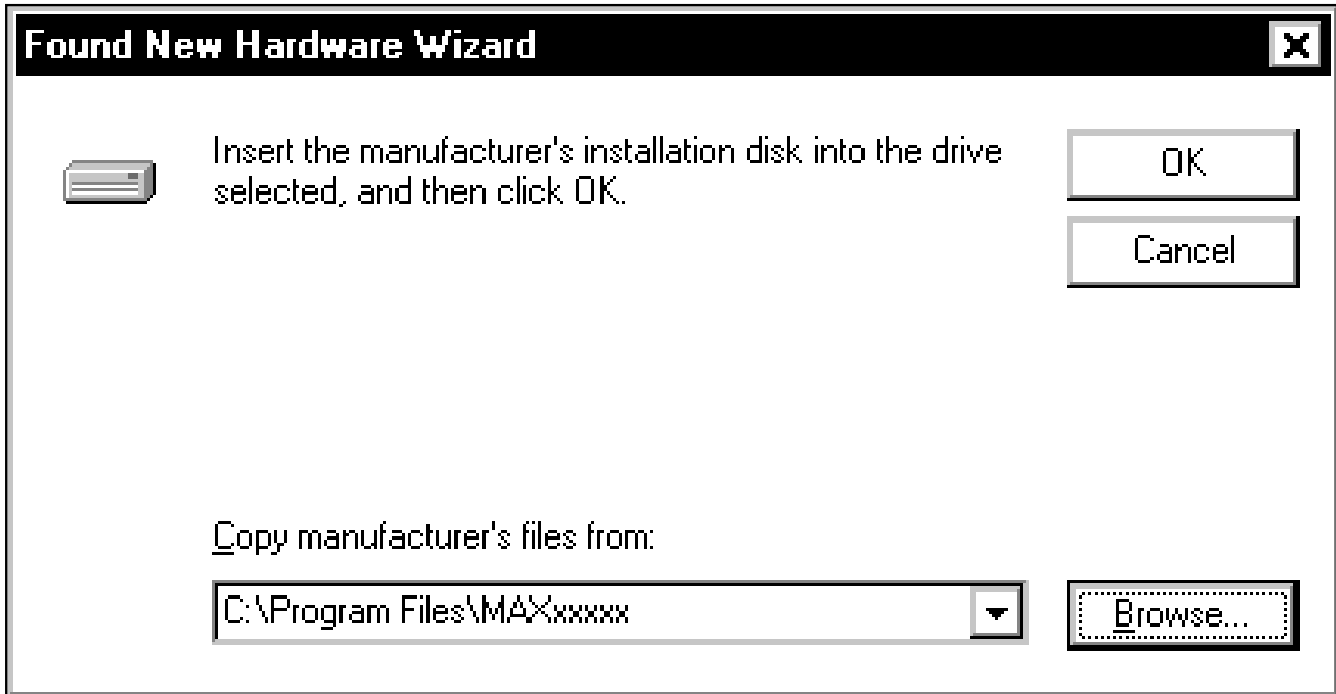 Found New Hardware Wizard
Insert the manufacturer's installation disk into the drive
selected, and then click OK.
OK
Cancel
Copy manufacturer's files from:
C:\Program Files\MAXxxxxx
Browse...